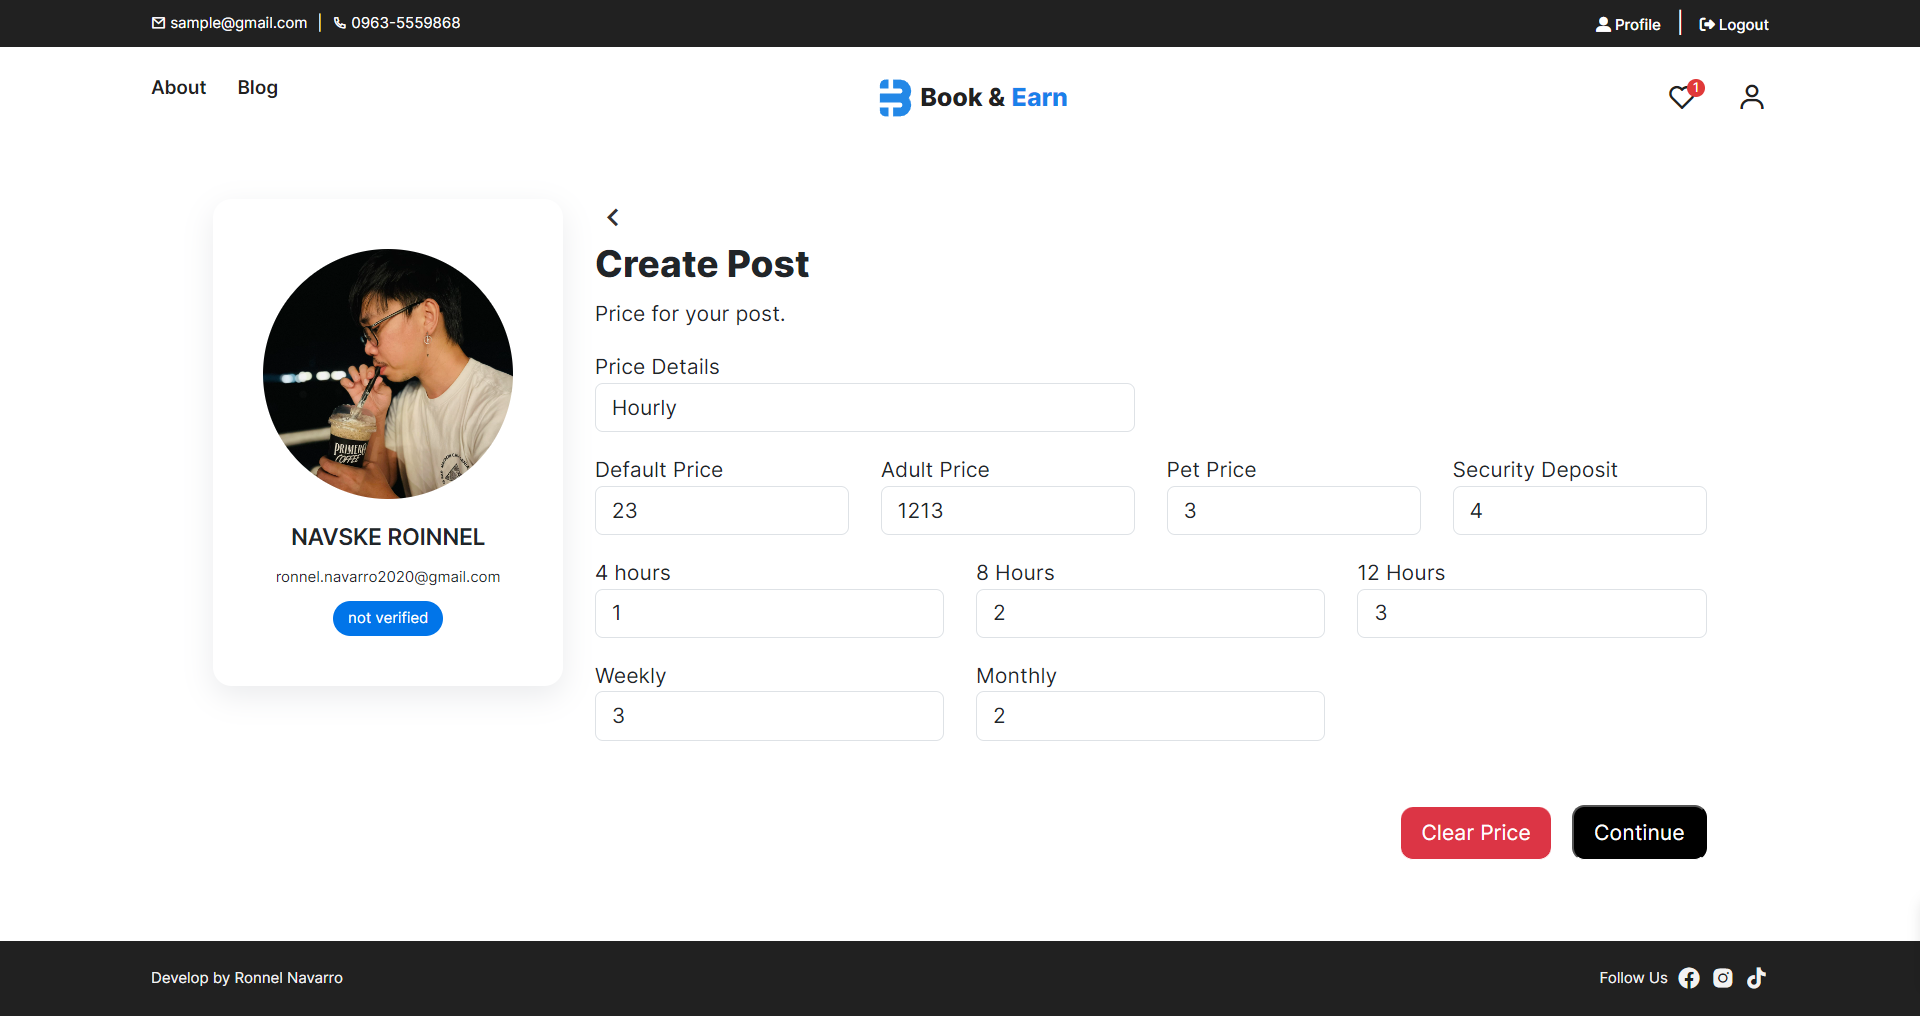 sample@gmail.com | 0963-5559868
Profile | Logout
About Blog
Book & Earn
1
PRIMERO
COFFEE
NAVSKE ROINNEL
ronnel.navarro2020@gmail.com
not verified
Create Post
Price for your post.
Price Details
Hourly
Default Price Adult Price Pet Price Security Deposit
23 1213 3 4
4 hours 8 Hours 12 Hours
1 2 3
Weekly Monthly
3 2
Clear Price Continue
Develop by Ronnel Navarro
Follow Us